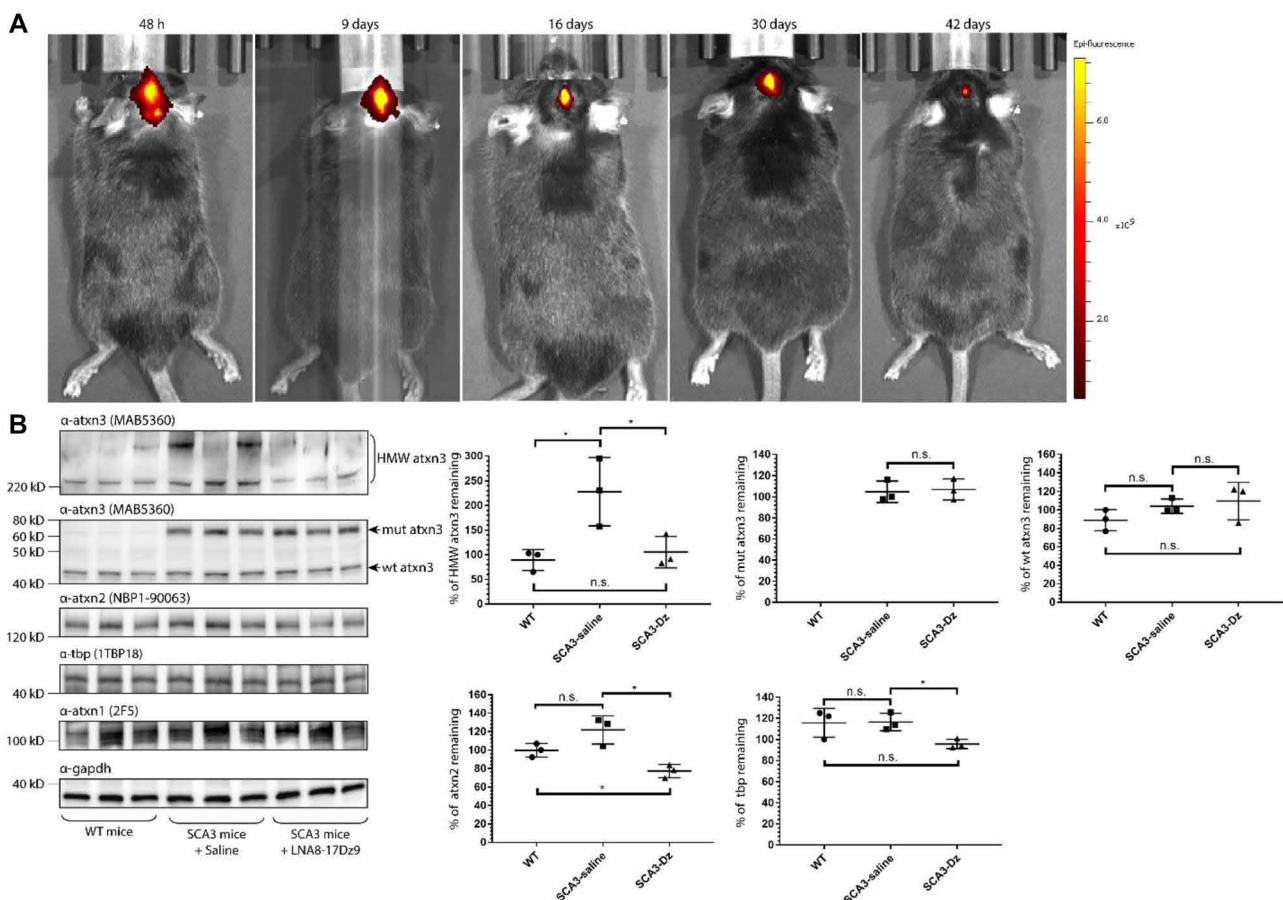 A
48 h
9 days
16 days
30 days
42 days
Epi-fluorescence
6.0
4.0
x10⁹
2.0
B
α-atxn3 (MAB5360)
HMW atxn3
220 kD
α-atxn3 (MAB5360)
80 kD
60 kD
50 kD
40 kD
mut atxn3
wt atxn3
α-atxn2 (NBP1-90063)
120 kD
α-tbp (1TBP18)
40 kD
α-atxn1 (2F5)
100 kD
α-gapdh
40 kD
WT mice
SCA3 mice
+ Saline
SCA3 mice
+ LNA8-17Dz9
% of HMW atxn3 remaining
300
250
200
150
100
50
0
*
*
n.s.
WT
SCA3-saline
SCA3-Dz
% of mut atxn3 remaining
140
120
100
80
60
40
20
0
n.s.
WT
SCA3-saline
SCA3-Dz
% of wt atxn3 remaining
160
140
120
100
80
60
40
20
0
n.s.
n.s.
n.s.
WT
SCA3-saline
SCA3-Dz
% of atxn2 remaining
160
140
120
100
80
60
40
20
0
n.s.
*
*
WT
SCA3-saline
SCA3-Dz
% of tbp remaining
140
120
100
80
60
40
20
0
n.s.
*
n.s.
WT
SCA3-saline
SCA3-Dz